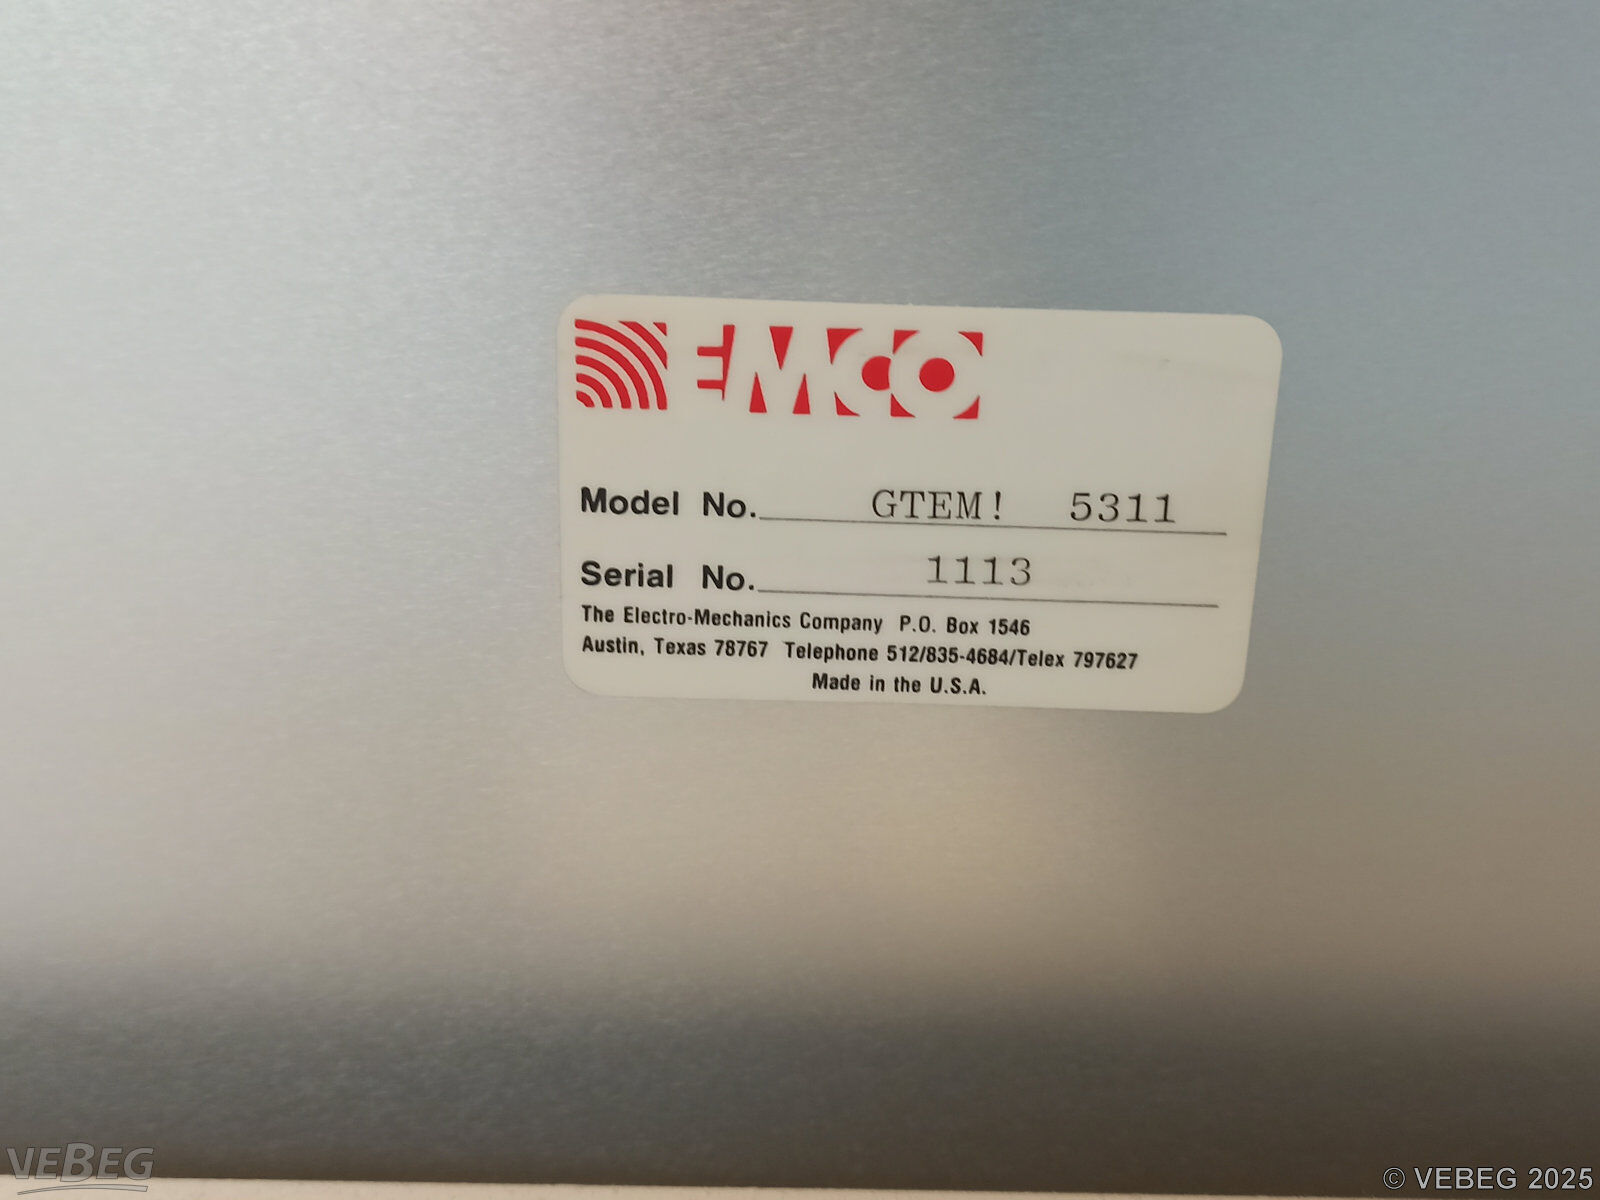 EMCO
Model No. GTEM! 5311
Serial No. 1113
The Electro-Mechanics Company P.O. Box 1546
Austin, Texas 78767 Telephone 512/835-4684/Telex 797627
Made in the U.S.A.
VEBEG
© VEBEG 2025